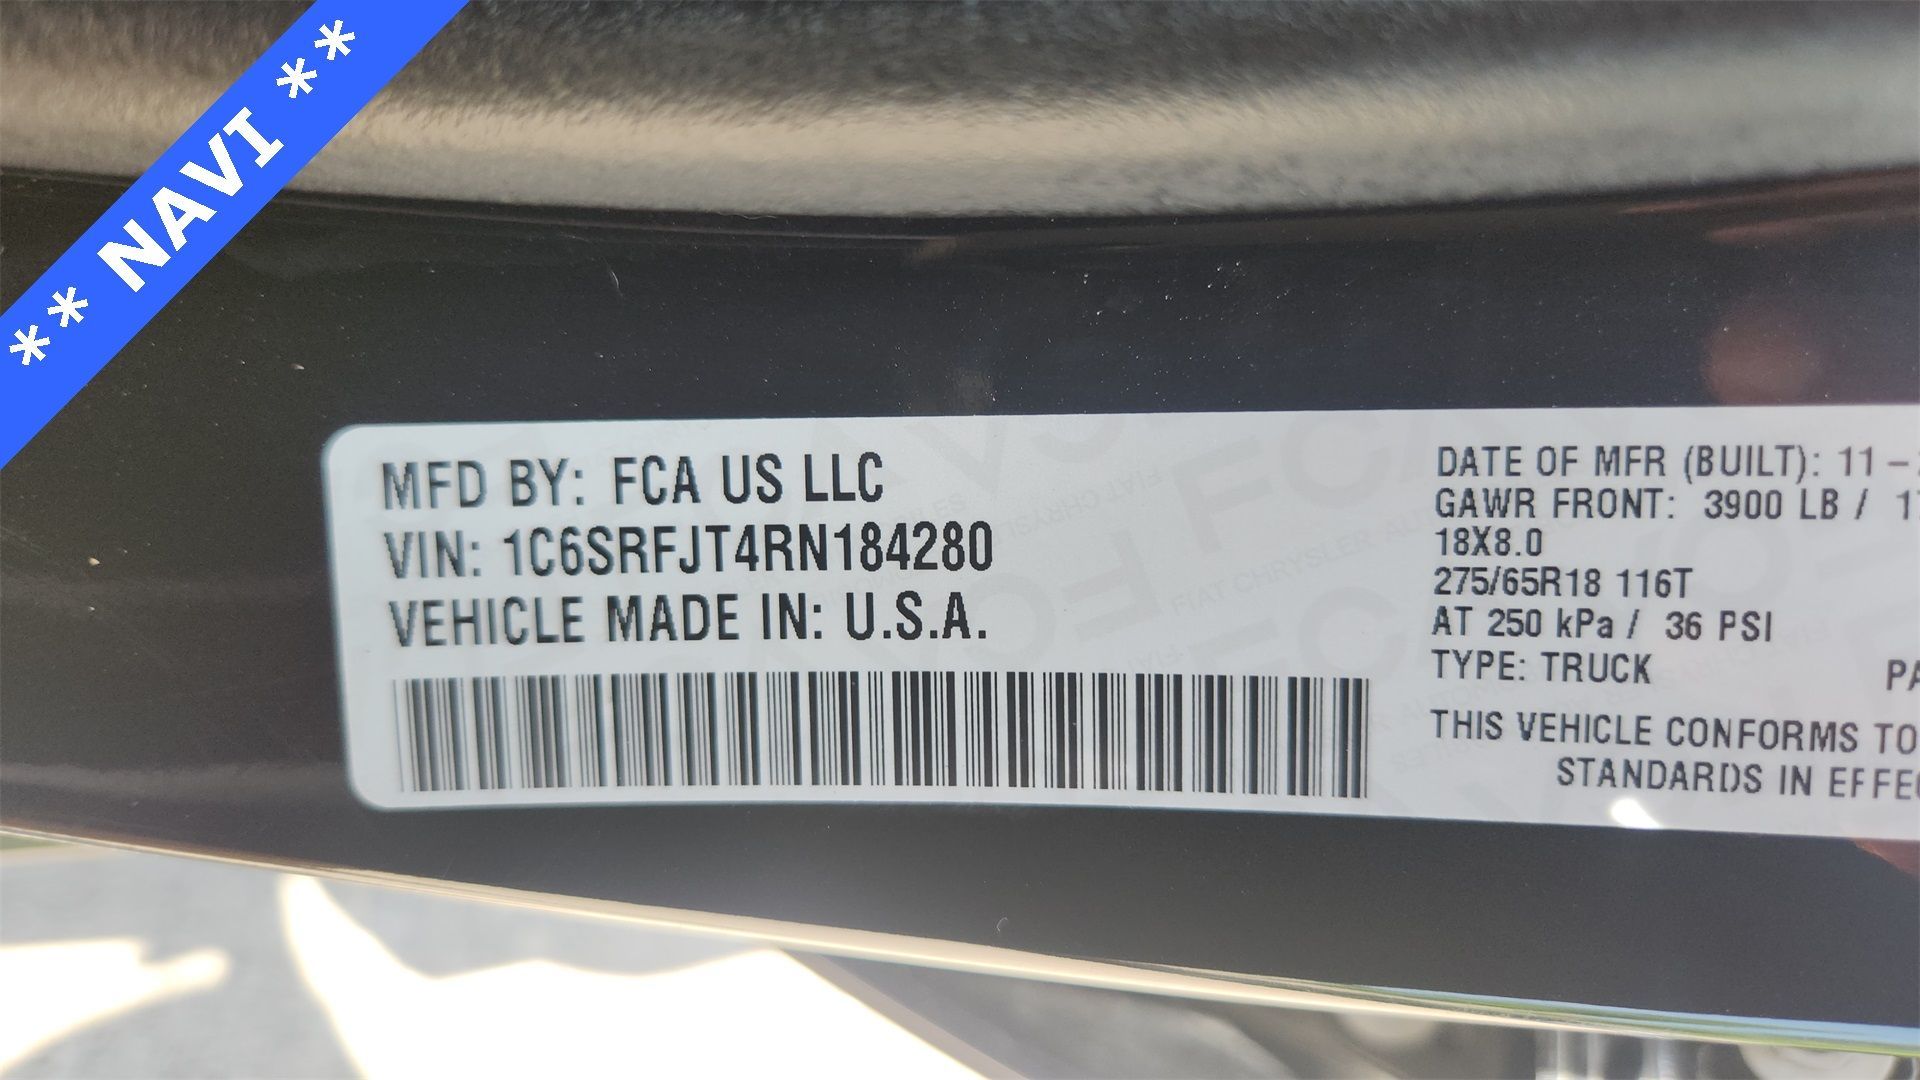 ** NAVI **
MFD BY: FCA US LLC
VIN: 1C6SRFJT4RN184280
VEHICLE MADE IN: U.S.A.
DATE OF MFR (BUILT): 11 -
GAWR FRONT: 3900 LB /
18X8.0
275/65R18 116T
AT 250 kPa / 36 PSI
TYPE: TRUCK
THIS VEHICLE CONFORMS TO
STANDARDS IN